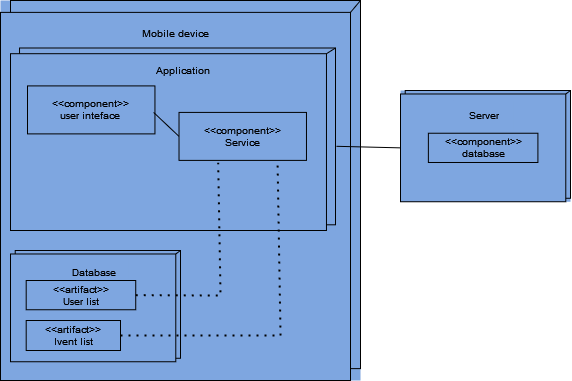 Mobile device
Application
<<component>>
user inteface
<<component>>
Service
Server
<<component>>
database
Database
<<artifact>>
User list
<<artifact>>
Ivent list